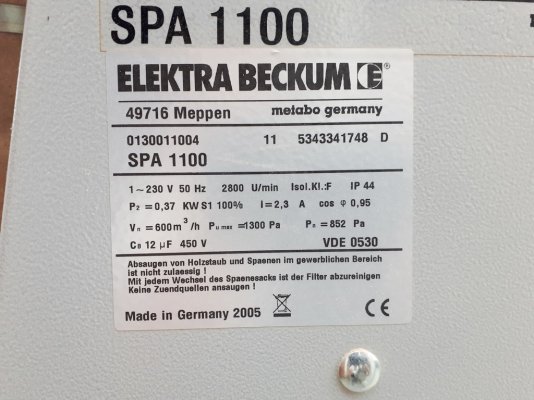 SPA 1100
ELEKTRA BECKUM E ®
49716 Meppen metabo germany
0130011004 11 5343341748 D
SPA 1100
1~230 V 50 Hz 2800 U/min Isol.Kl.:F IP 44
P₂ = 0,37 KW S1 100% I = 2,3 A cos φ 0,95
Vₙ = 600m³/h Pᵤ ₘₐₓ = 1300 Pa Pₙ = 852 Pa
Cʙ 12 µF 450 V VDE 0530
Absaugen von Holzstaub und Spaenen im gewerblichen Bereich
ist nicht zulaessig !
Mit jedem Wechsel des Spaenesacks ist der Filter abzureinigen
Keine Zuendquellen ansaugen !
Made in Germany 2005 CE